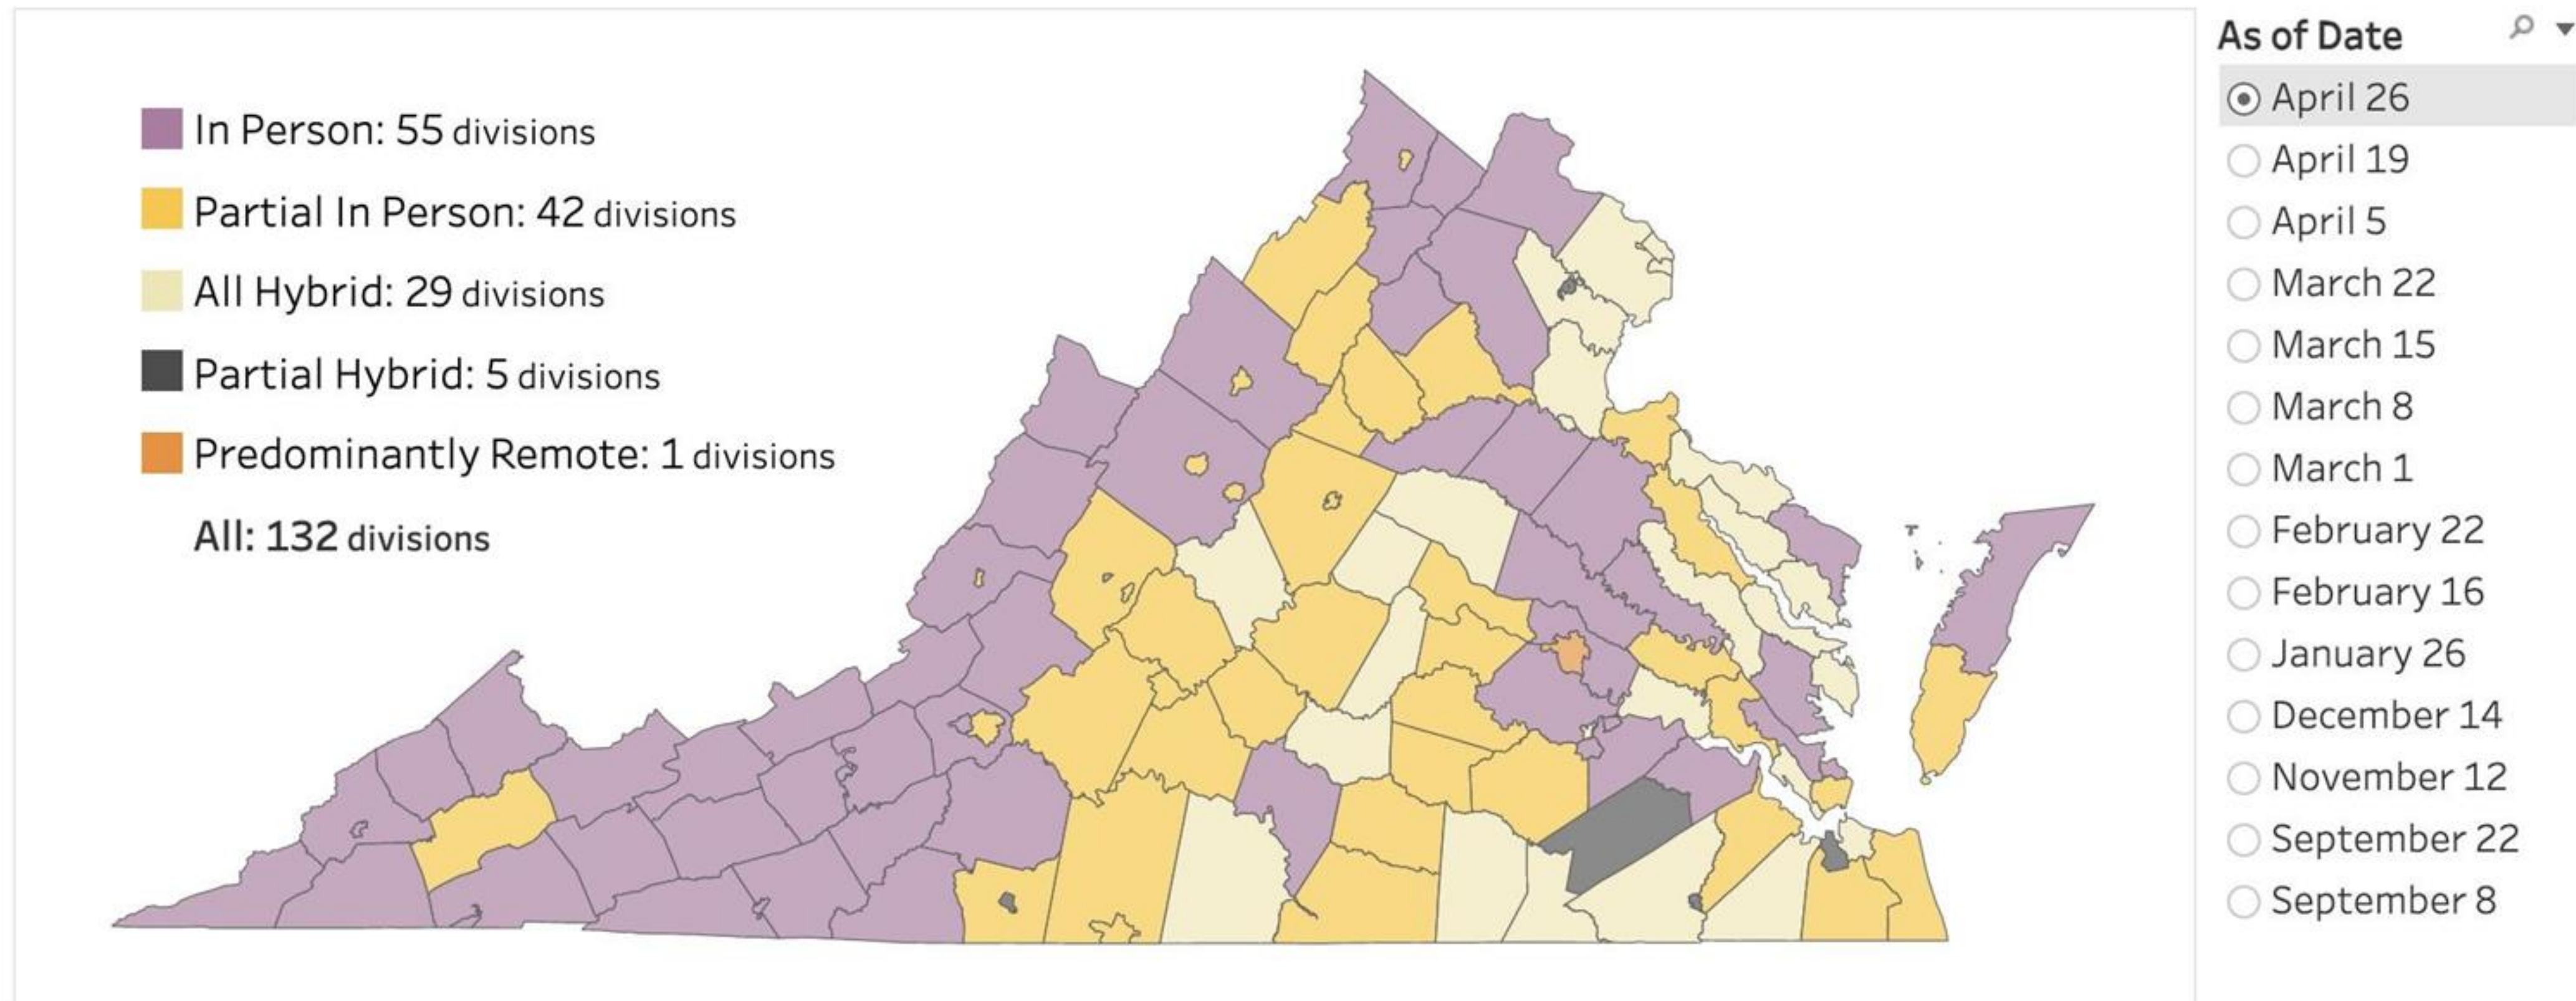 In Person: 55 divisions
Partial In Person: 42 divisions
All Hybrid: 29 divisions
Partial Hybrid: 5 divisions
Predominantly Remote: 1 divisions
All: 132 divisions
As of Date
April 26
April 19
April 5
March 22
March 15
March 8
March 1
February 22
February 16
January 26
December 14
November 12
September 22
September 8